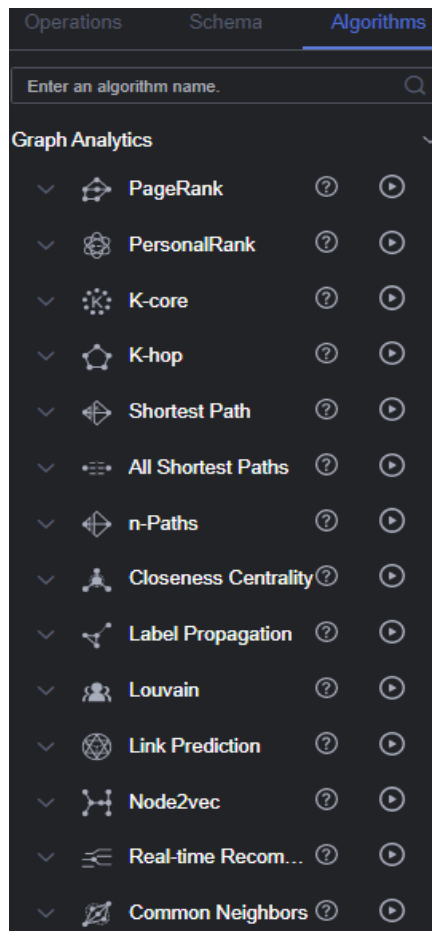 Operations Schema Algorithms
Enter an algorithm name.
Graph Analytics
PageRank
PersonalRank
K-core
K-hop
Shortest Path
All Shortest Paths
n-Paths
Closeness Centrality
Label Propagation
Louvain
Link Prediction
Node2vec
Real-time Recom...
Common Neighbors